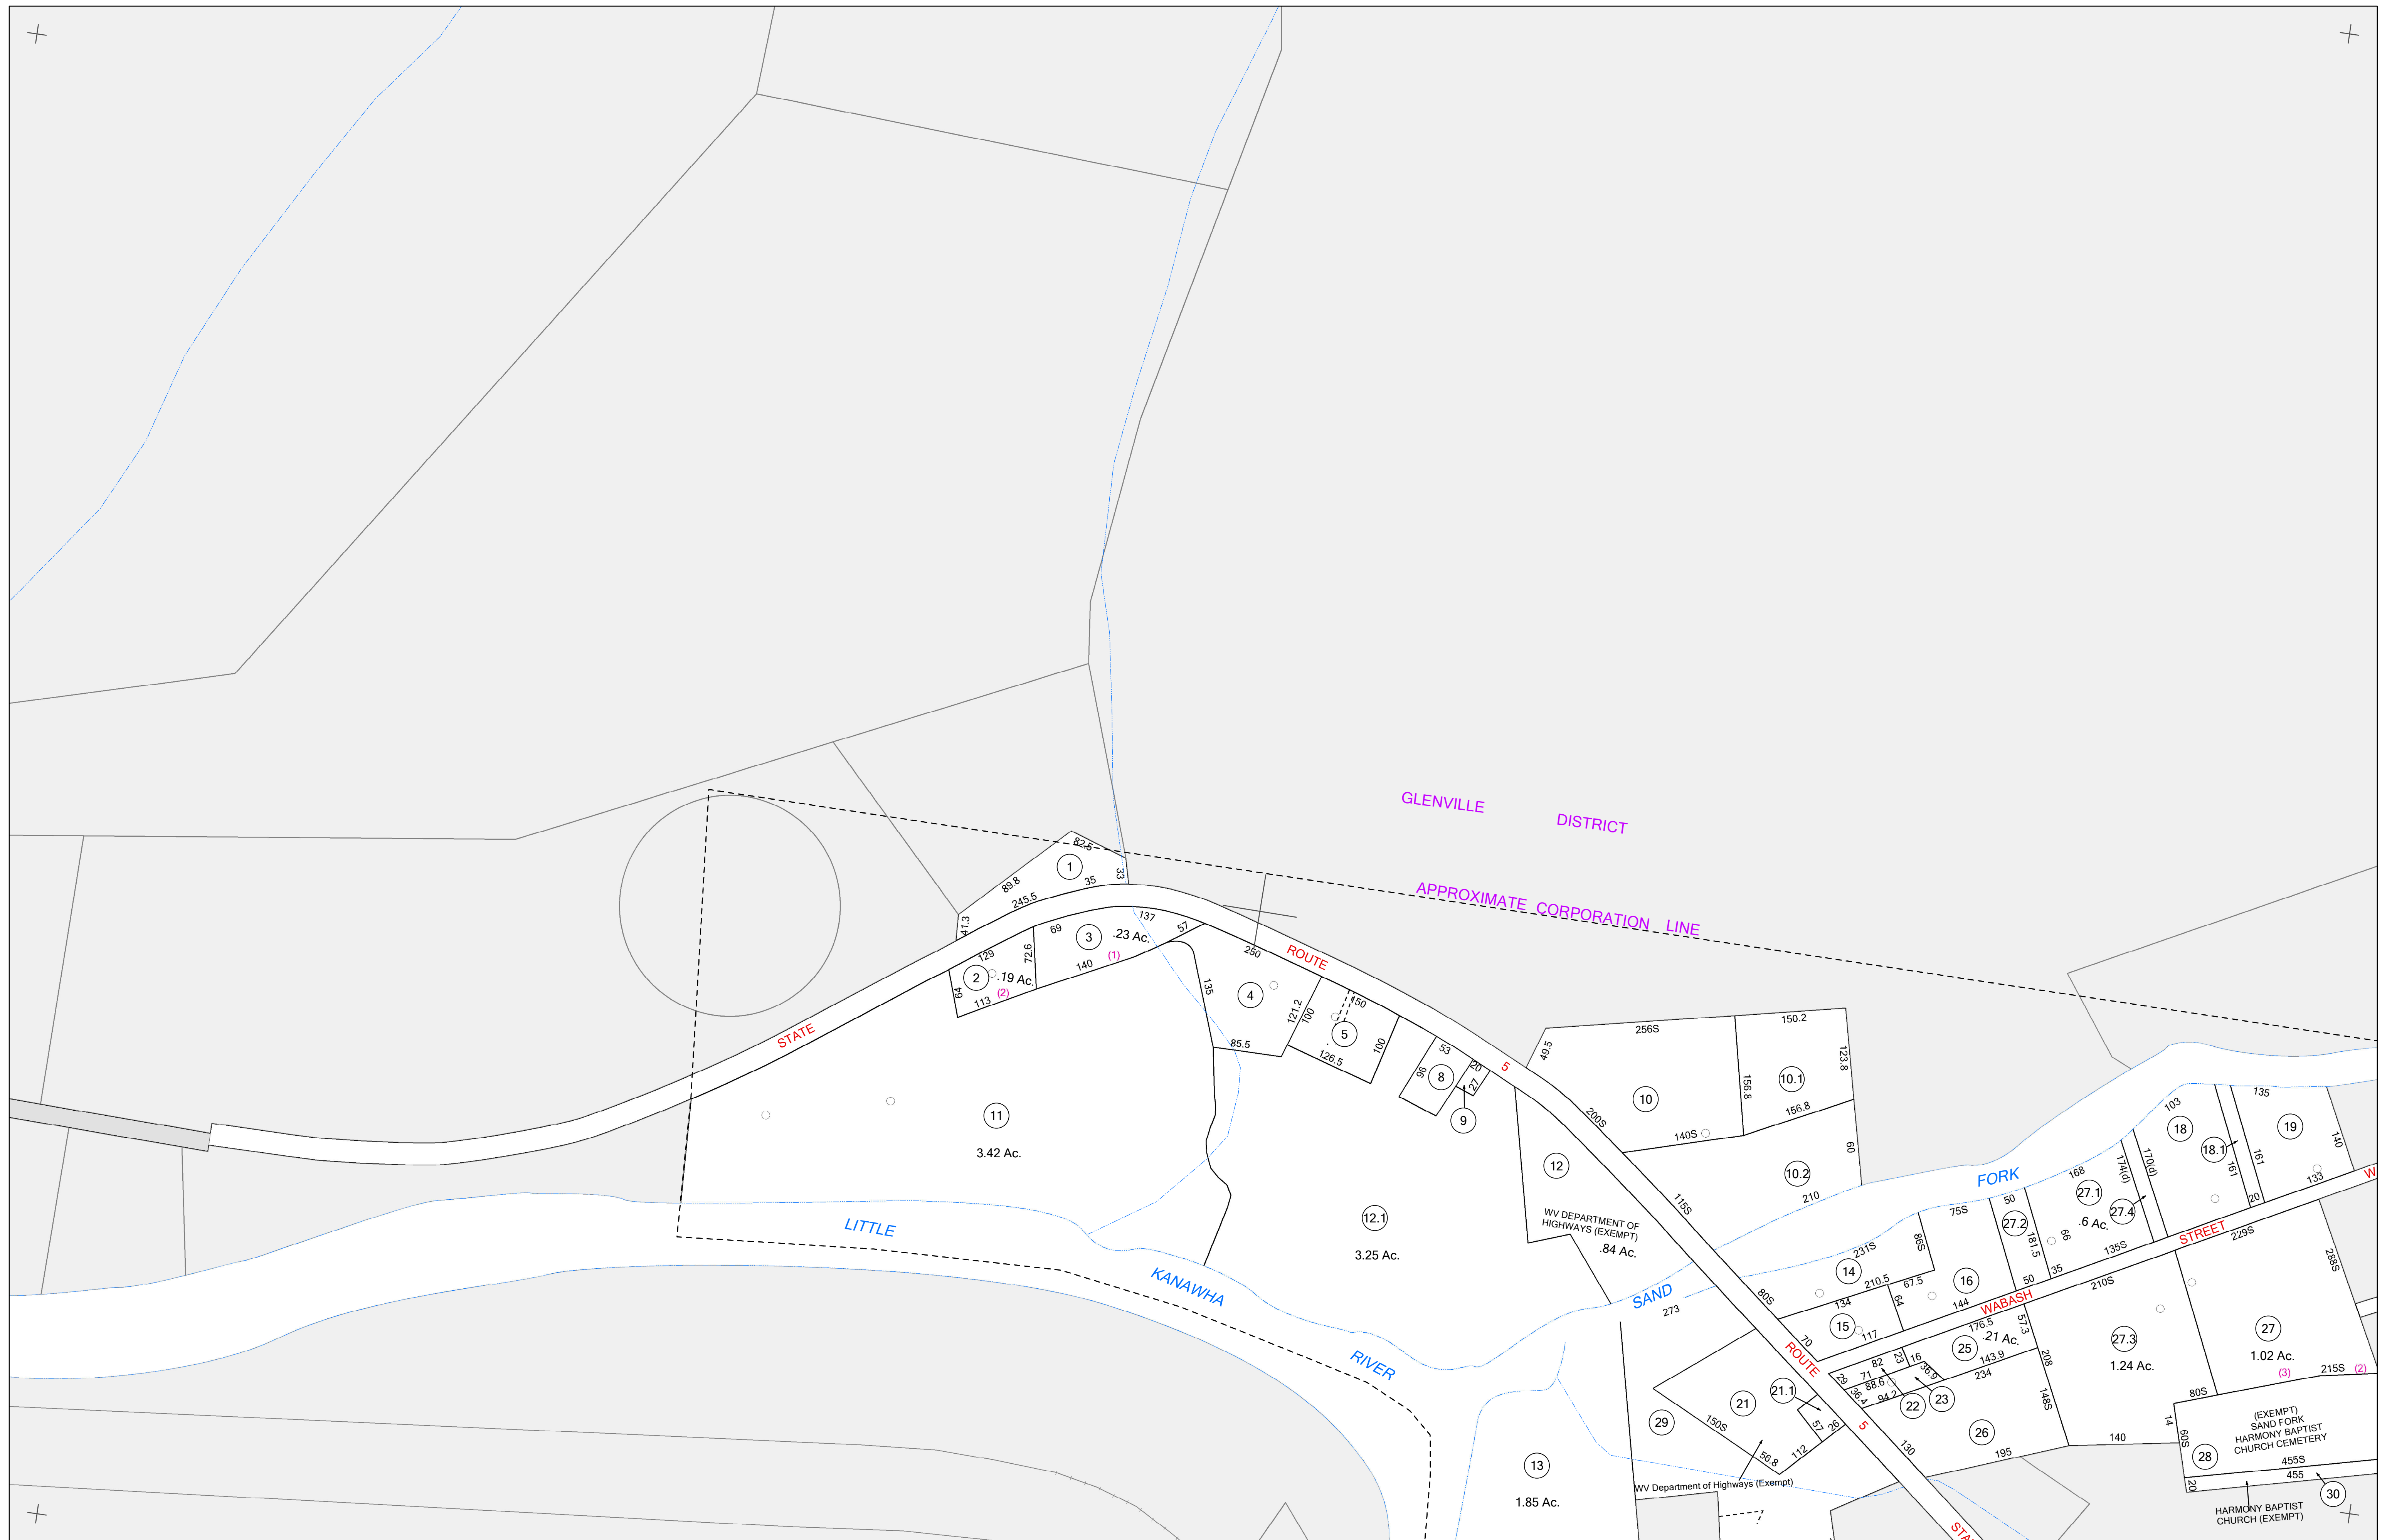 GLENVILLE DISTRICT
APPROXIMATE CORPORATION LINE
82.5
1
89.8
35
33
245.5
41.3
137
57
69
3
.23 Ac.
(1)
72.6
140
129
2
.19 Ac.
(2)
64
113
STATE
ROUTE
5
250
135
4
121.2
85.5
100
150
5
126.5
100
53
96
8
20
27
9
49.5
256S
150.2
123.8
156.8
10
10.1
156.8
200S
140S
60
10.2
210
115S
11
3.42 Ac.
12
12.1
3.25 Ac.
WV DEPARTMENT OF
HIGHWAYS (EXEMPT)
.84 Ac.
LITTLE
KANAWHA
RIVER
SAND
FORK
273
103
135
18
18.1
19
140
161
161
20
133
W
174(d)
170(d)
168
27.1
27.4
.6 Ac.
66
50
27.2
181.5
75S
86S
231S
14
210.5
67.5
16
144
134
64
15
117
80S
70
50
35
135S
STREET
229S
210S
WABASH
288S
176.5
57.3
25
.21 Ac.
143.9
234
208
148S
27.3
1.24 Ac.
27
1.02 Ac.
(3)
215S
(2)
80S
ROUTE
5
82
23
16
36.9
29
71
88.6
36.4
94.2
22
23
21.1
21
57
26
150S
56.8
112
29
WV Department of Highways (Exempt)
13
1.85 Ac.
130
26
195
140
14
60S
28
20
(EXEMPT)
SAND FORK
HARMONY BAPTIST
CHURCH CEMETERY
455S
455
30
HARMONY BAPTIST
CHURCH (EXEMPT)
STA